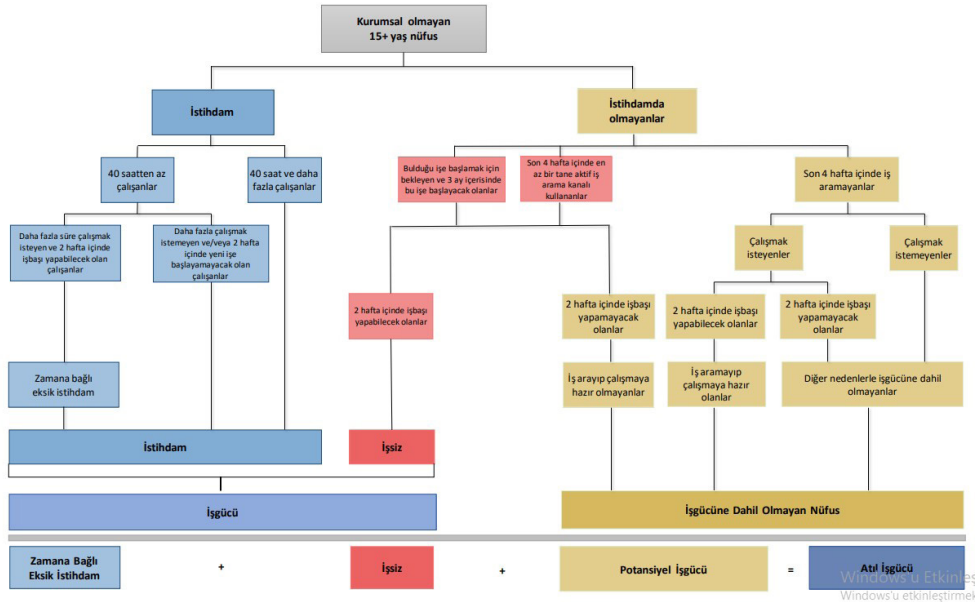 Kurumsal olmayan
15+ yaş nüfus
İstihdam
İstihdamda
olmayanlar
40 saatten az
çalışanlar
40 saat ve daha
fazla çalışanlar
Bulduğu işe başlamak için
bekleyen ve 3 ay içerisinde
bu işe başlayacak olanlar
Son 4 hafta içinde en
az bir tane aktif iş
arama kanalı
kullananlar
Son 4 hafta içinde iş
aramayanlar
Daha fazla süre çalışmak
isteyen ve 2 hafta içinde
işbaşı yapabilecek olan
çalışanlar
Daha fazla çalışmak
istemeyen ve/veya 2 hafta
içinde yeni işe
başlayamayacak olan
çalışanlar
Çalışmak
isteyenler
Çalışmak
istemeyenler
2 hafta içinde işbaşı
yapabilecek olanlar
2 hafta içinde işbaşı
yapamayacak
olanlar
2 hafta içinde işbaşı
yapabilecek olanlar
2 hafta içinde işbaşı
yapamayacak
olanlar
Zamana bağlı
eksik istihdam
İş arayıp çalışmaya
hazır olmayanlar
İş aramayıp
çalışmaya hazır
olanlar
Diğer nedenlerle işgücüne dahil
olmayanlar
İstihdam
İşsiz
İşgücü
İşgücüne Dahil Olmayan Nüfus
Zamana Bağlı
Eksik İstihdam
+
İşsiz
+
Potansiyel İşgücü
=
Atıl İşgücü
Windows'u Etkinleş
Windows'u etkinleştirmek